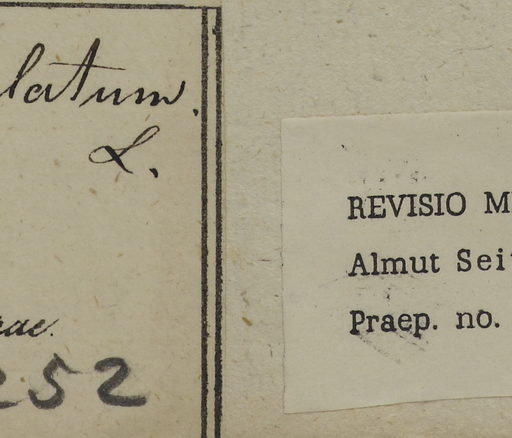 latum.
L.
rae.
252
REVISIO M
Almut Sei
Praep. no.